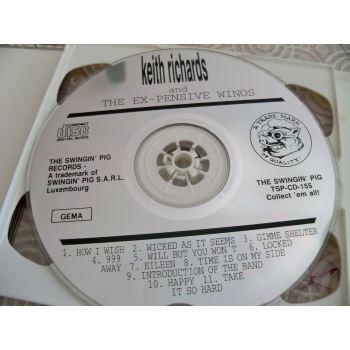 keith richards
and
THE EX-PENSIVE WINOS
COMPACT
disc
DIGITAL AUDIO
THE SWINGIN' PIG
RECORDS -
A trademark of
SWINGIN' PIG S.A.R.L.
Luxembourg
GEMA
A TRADE MARK
OF QUALITY
THE SWINGIN' PIG
TSP-CD-155
Collect 'em all!
1. HOW I WISH 2. WICKED AS IT SEEMS 3. GIMME SHELTER
4. 999 5. WILL BUT YOU WON'T 6. LOCKED
AWAY 7. EILEEN 8. TIME IS ON MY SIDE
9. INTRODUCTION OF THE BAND
10. HAPPY 11. TAKE
IT SO HARD